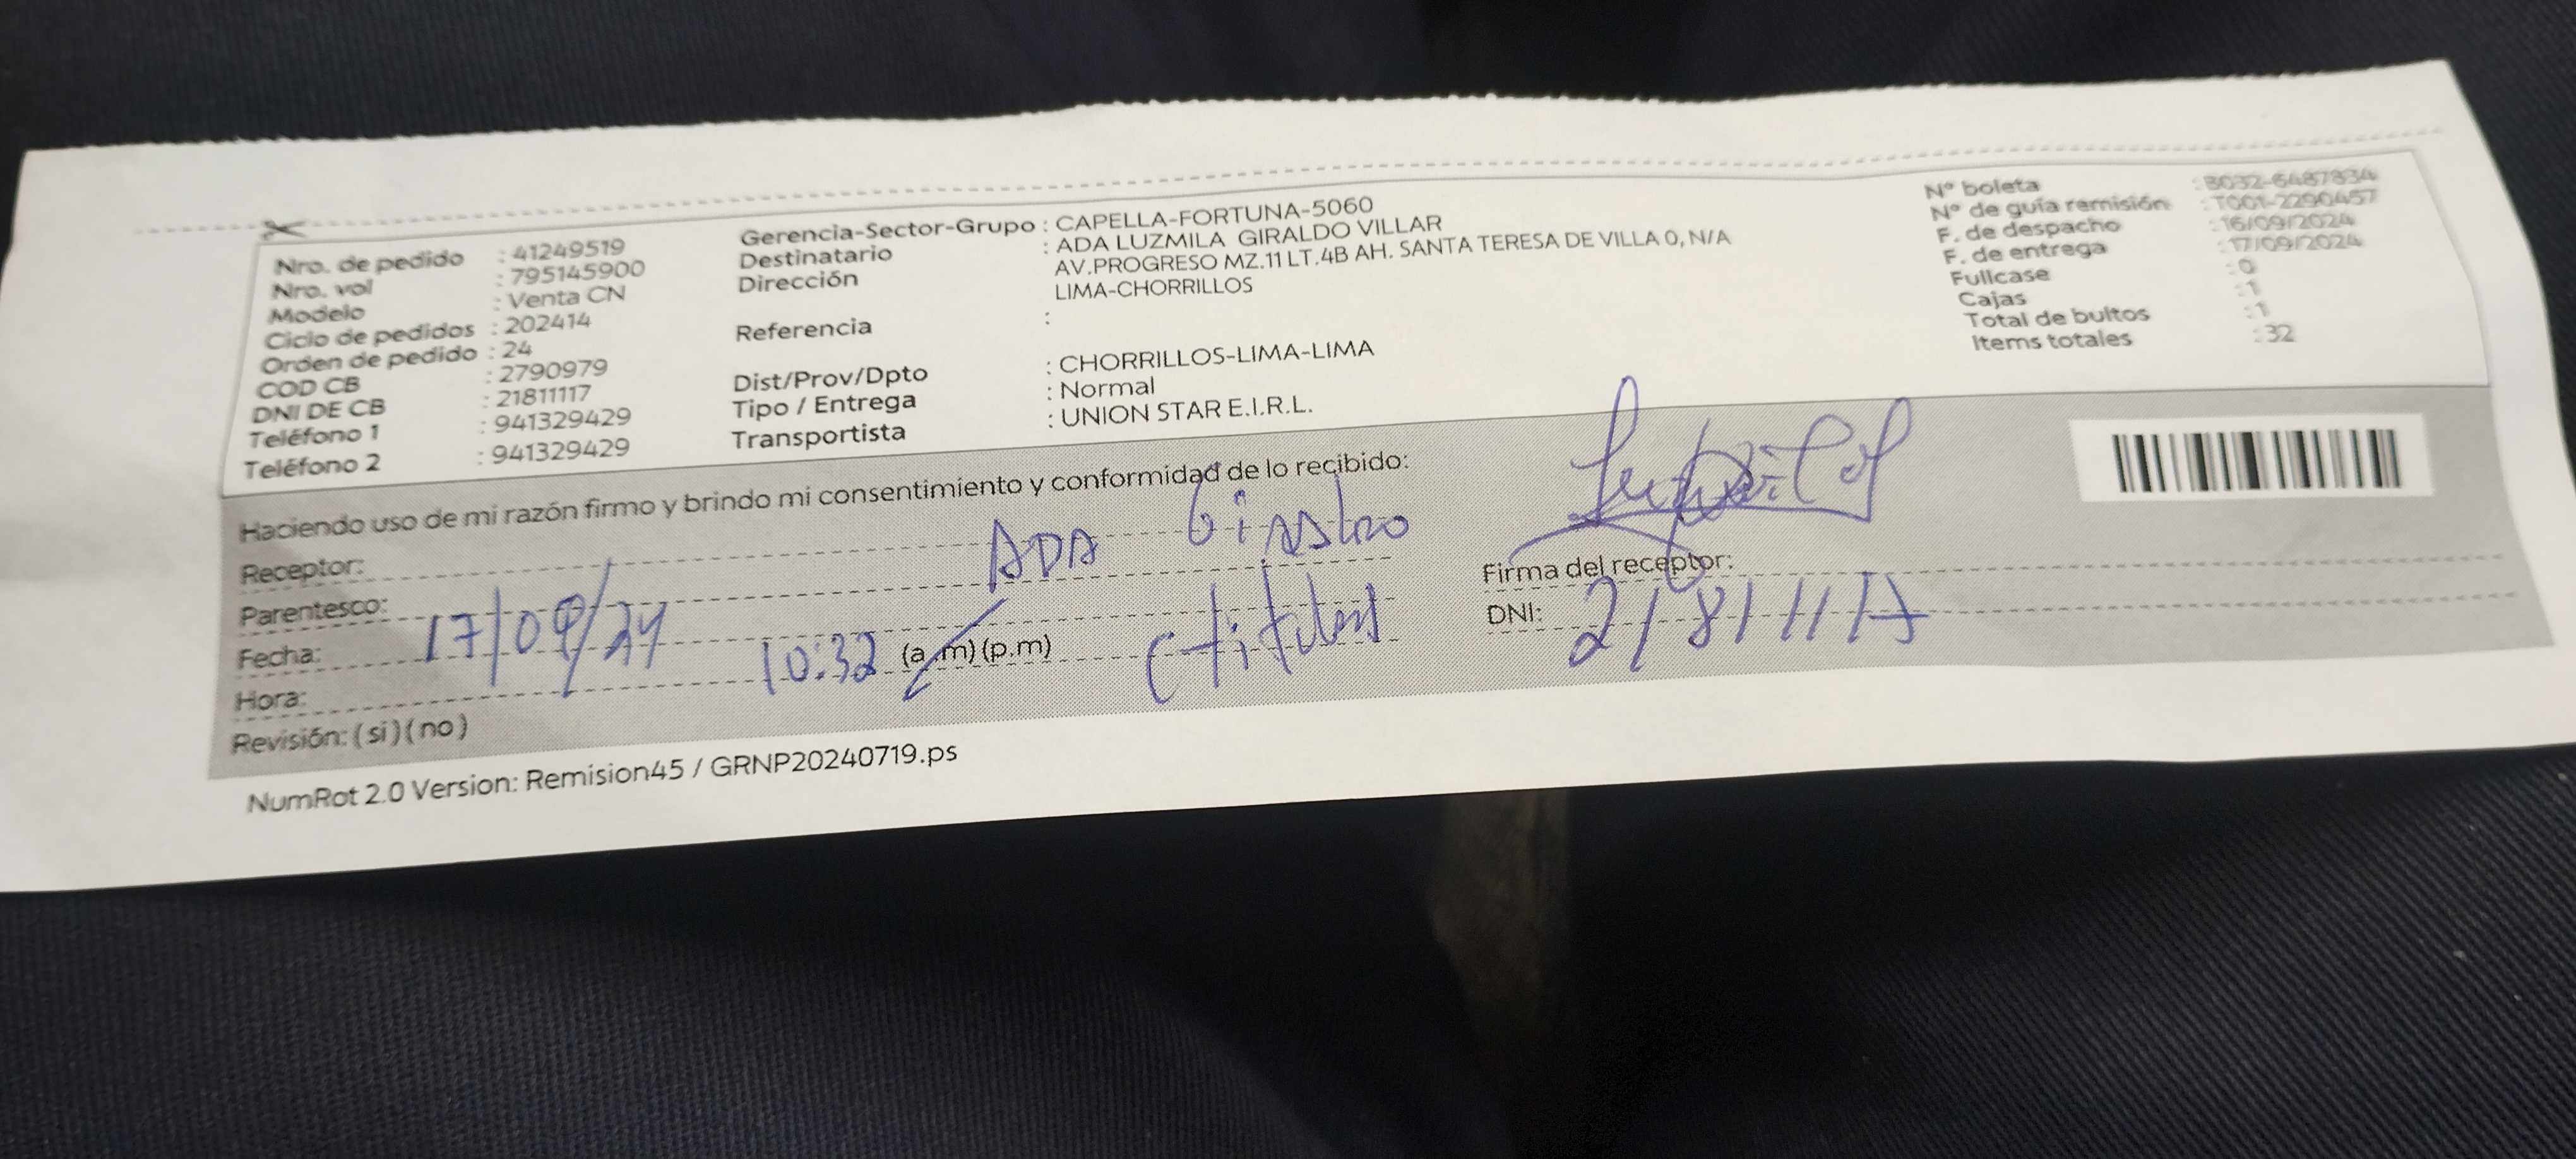 Nro. de pedido : 41249519
Nro. vol : 795145900
Modelo : Venta CN
Ciclo de pedidos : 202414
Orden de pedido : 24
COD CB : 2790979
DNI DE CB : 21811117
Teléfono 1 : 941329429
Teléfono 2 : 941329429
Gerencia-Sector-Grupo : CAPELLA-FORTUNA-5060
Destinatario : ADA LUZMILA GIRALDO VILLAR
Dirección AV.PROGRESO MZ.11 LT.4B AH. SANTA TERESA DE VILLA 0, N/A
LIMA-CHORRILLOS
Referencia :
Dist/Prov/Dpto : CHORRILLOS-LIMA-LIMA
Tipo / Entrega : Normal
Transportista : UNION STAR E.I.R.L.
N° boleta : B032-6487834
N° de guía remisión : T001-2290457
F. de despacho : 16/09/2024
F. de entrega : 17/09/2024
Fullcase : 0
Cajas : 1
Total de bultos : 1
Items totales : 32
Haciendo uso de mi razón firmo y brindo mi consentimiento y conformidad de lo recibido:
Receptor: ADA
Parentesco:
Fecha: 17/09/24
Hora: 10:32 (a.m)(p.m)
Revisión: (si)(no)
Firma del receptor:
DNI: 21811117
NumRot 2.0 Version: Remision45 / GRNP20240719.ps